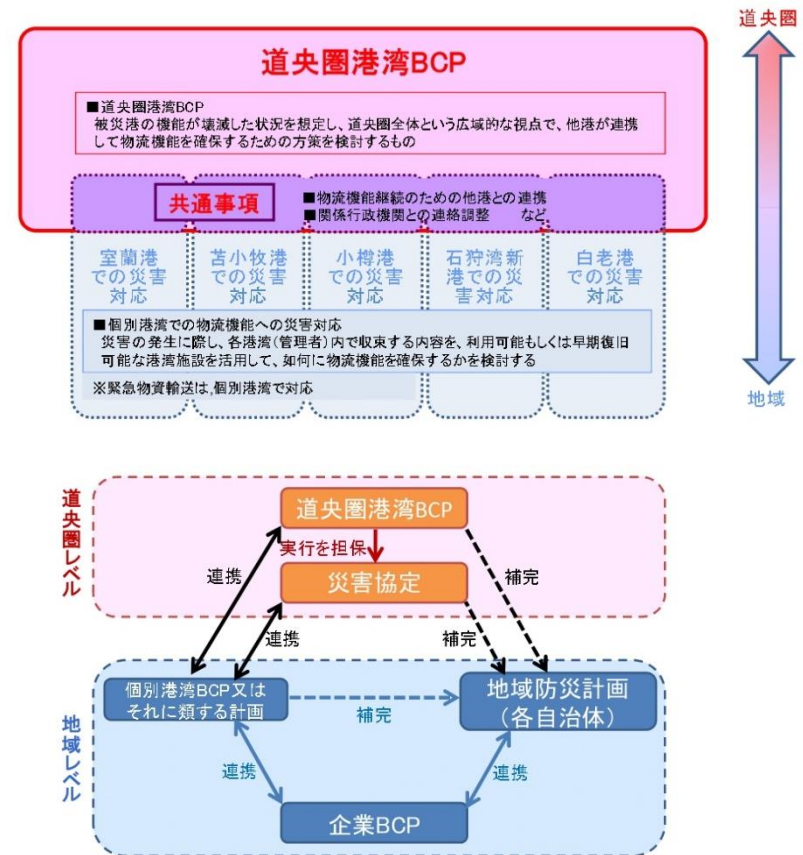 道央圏
道央圏港湾BCP
■道央圏港湾BCP
被災港の機能が壊滅した状況を想定し、道央圏全体という広域的な視点で、他港が連携
して物流機能を確保するための方策を検討するもの
共通事項
■物流機能継続のための他港との連携
■関係行政機関との連絡調整 など
室蘭港
での災害
対応
苫小牧港
での災害
対応
小樽港
での災害
対応
石狩湾新
港での災
害対応
白老港
での災害
対応
■個別港湾での物流機能への災害対応
災害の発生に際し、各港湾(管理者)内で収束する内容を、利用可能もしくは早期復旧
可能な港湾施設を活用して、如何に物流機能を確保するかを検討する
※緊急物資輸送は,個別港湾で対応
地域
道央圏レベル
道央圏港湾BCP
実行を担保
災害協定
連携
連携
補完
補完
地域レベル
個別港湾BCP又は
それに類する計画
補完
地域防災計画
(各自治体)
連携
連携
企業BCP